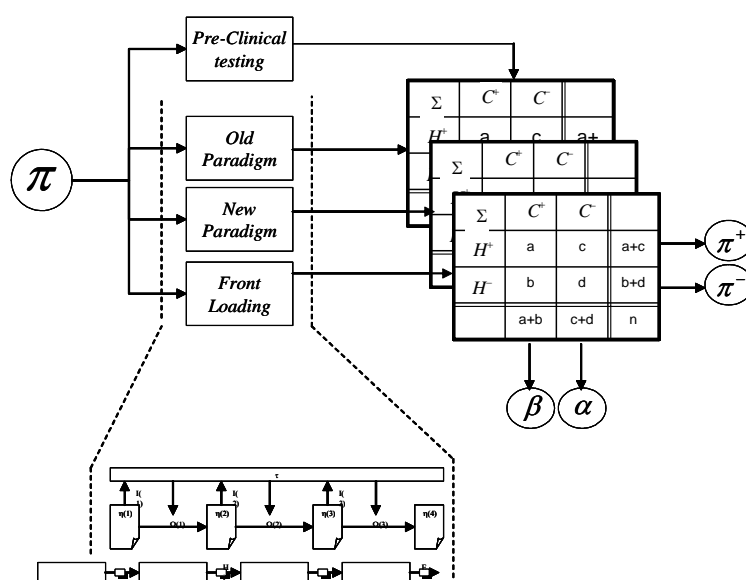 Pre-Clinical
testing
Old
Paradigm
New
Paradigm
Front
Loading
π
Σ C⁺ C⁻
H⁺ a c a+
C⁺ C⁻
Σ
Σ C⁺ C⁻
H⁺ a c a+c
H⁻ b d b+d
a+b c+d n
π⁺
π⁻
β α
τ
η(1) O(1) η(2) O(2) η(3) O(3) η(4)